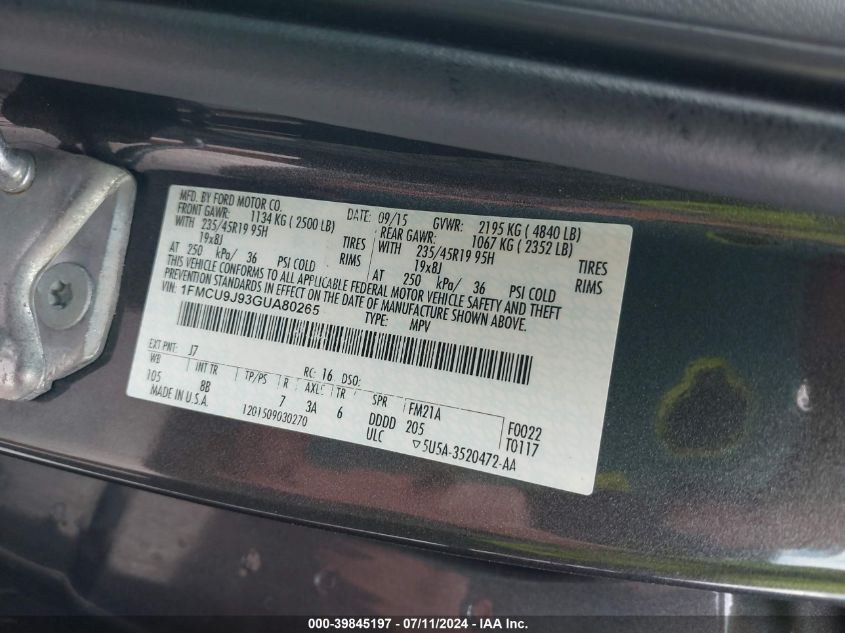 MFD. BY FORD MOTOR CO.
DATE: 09/15 GVWR: 2195 KG ( 4840 LB)
FRONT GAWR: 1134 KG ( 2500 LB) REAR GAWR: 1067 KG ( 2352 LB)
WITH 235/45R19 95H TIRES WITH 235/45R19 95H TIRES
19x8J RIMS 19x8J RIMS
AT 250 kPa/ 36 PSI COLD AT 250 kPa/ 36 PSI COLD
THIS VEHICLE CONFORMS TO ALL APPLICABLE FEDERAL MOTOR VEHICLE SAFETY AND THEFT
PREVENTION STANDARDS IN EFFECT ON THE DATE OF MANUFACTURE SHOWN ABOVE.
VIN: 1FMCU9J93GUA80265
TYPE: MPV
EXT PNT: J7 RC: 16 DSO:
WB INT TR TP/PS R AXLE TR SPR FM21A F0022
105 8B 7 3A 6 DDDD 205 T0117
MADE IN U.S.A. 1201509030270 ULC ▽5U5A-3520472-AA
000-39845197 - 07/11/2024 - IAA Inc.